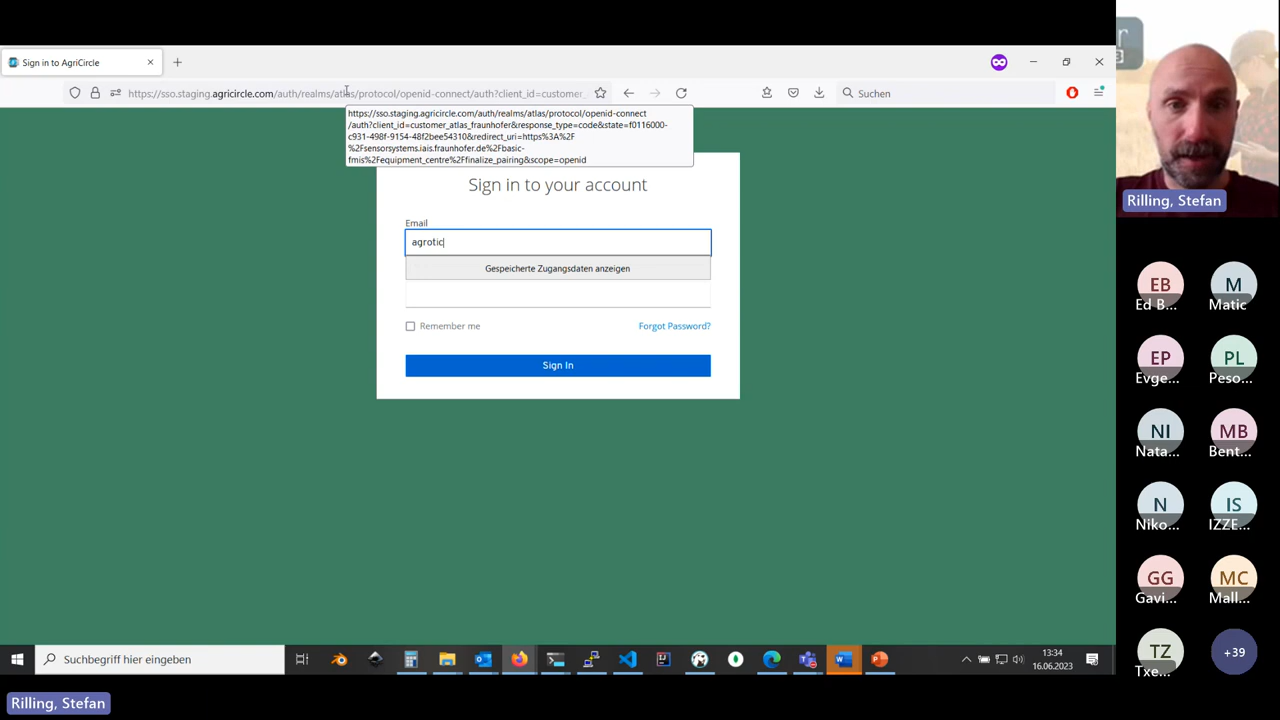 Sign in to AgriCircle
https://sso.staging.agricircle.com/auth/realms/atlas/protocol/openid-connect/auth?client_id=customer_
Suchen
https://sso.staging.agricircle.com/auth/realms/atlas/protocol/openid-connect
/auth?client_id=customer_atlas_fraunhofer&response_type=code&state=f0116000-
c931-498f-9154-48f2bee54310&redirect_uri=https%3A%2F
%2Fsensorsystems.iais.fraunhofer.de%2Fbasic-
fmis%2Fequipment_centre%2Ffinalize_pairing&scope=openid
Sign in to your account
Email
agrotic
Gespeicherte Zugangsdaten anzeigen
Remember me
Forgot Password?
Sign In
Suchbegriff hier eingeben
13:34
16.06.2023
Rilling, Stefan
Rilling, Stefan
EB
Ed B...
M
Matic
EP
Evge...
PL
Peso...
NI
Nata...
MB
Bent...
N
Niko...
IS
IZZE...
GG
Gavi...
MC
Mall...
TZ
Txe...
+39